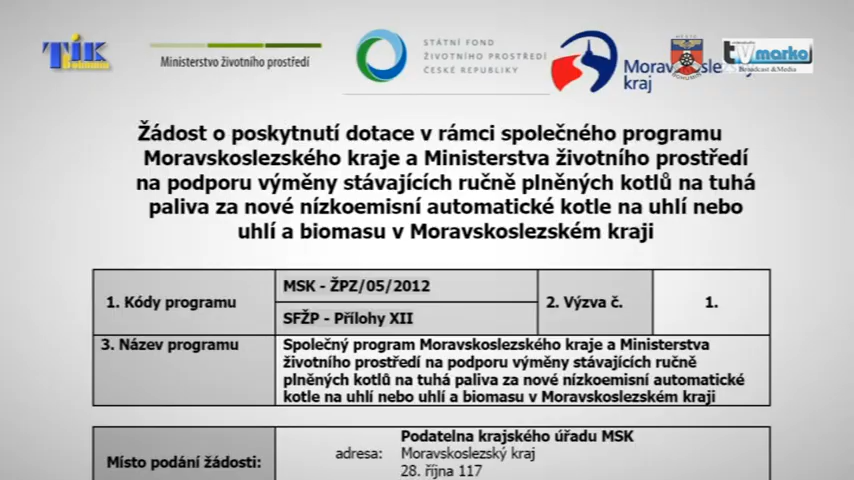 TIK
Bohumín
Ministerstvo životního prostředí
STÁTNÍ FOND
ŽIVOTNÍHO PROSTŘEDÍ
ČESKÉ REPUBLIKY
Moravskoslezský
kraj
MĚSTO
BOHUMÍN
tvmarko
Broadcast &Media
Žádost o poskytnutí dotace v rámci společného programu
Moravskoslezského kraje a Ministerstva životního prostředí
na podporu výměny stávajících ručně plněných kotlů na tuhá
paliva za nové nízkoemisní automatické kotle na uhlí nebo
uhlí a biomasu v Moravskoslezském kraji
1. Kódy programu
MSK - ŽPZ/05/2012
SFŽP - Přílohy XII
2. Výzva č.
1.
3. Název programu
Společný program Moravskoslezského kraje a Ministerstva
životního prostředí na podporu výměny stávajících ručně
plněných kotlů na tuhá paliva za nové nízkoemisní automatické
kotle na uhlí nebo uhlí a biomasu v Moravskoslezském kraji
Místo podání žádosti:
adresa:
Podatelna krajského úřadu MSK
Moravskoslezský kraj
28. října 117